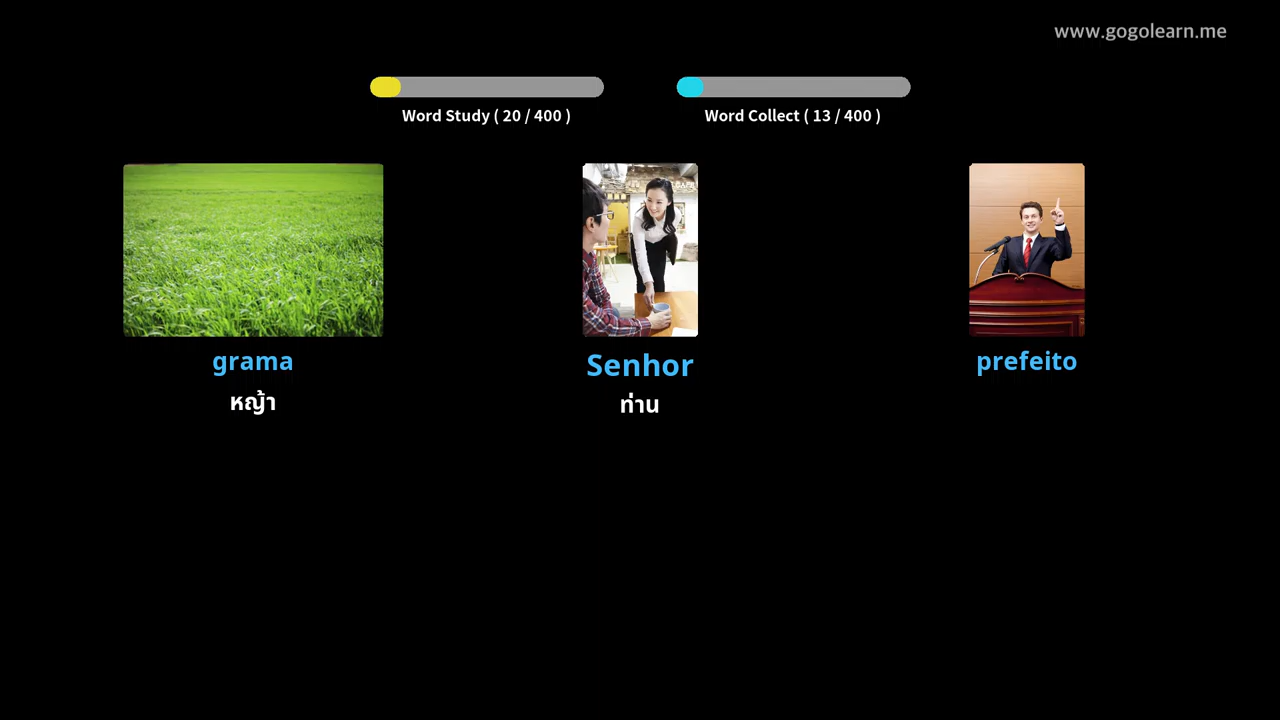 www.gogolearn.me
Word Study ( 20 / 400 )
Word Collect ( 13 / 400 )
grama
หญ้า
Senhor
ท่าน
prefeito